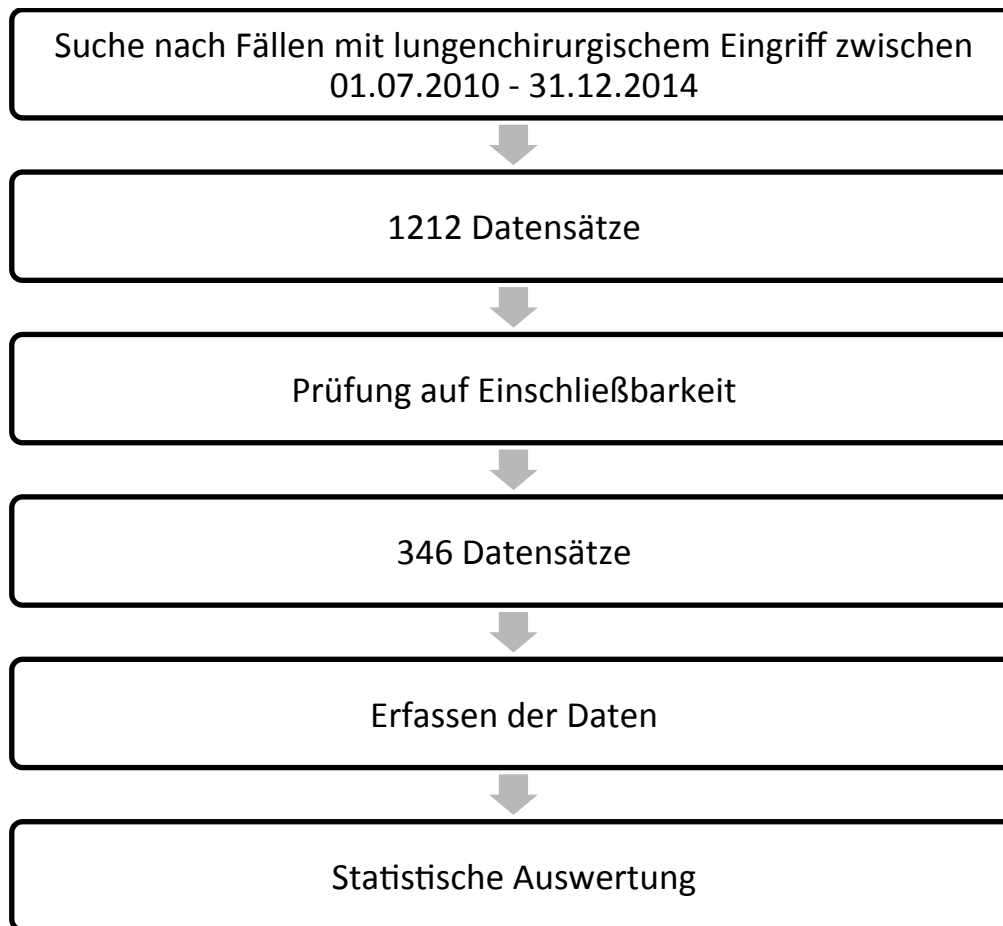 Suche nach Fällen mit lungenchirurgischem Eingriff zwischen
01.07.2010 - 31.12.2014
1212 Datensätze
Prüfung auf Einschließbarkeit
346 Datensätze
Erfassen der Daten
Statistische Auswertung